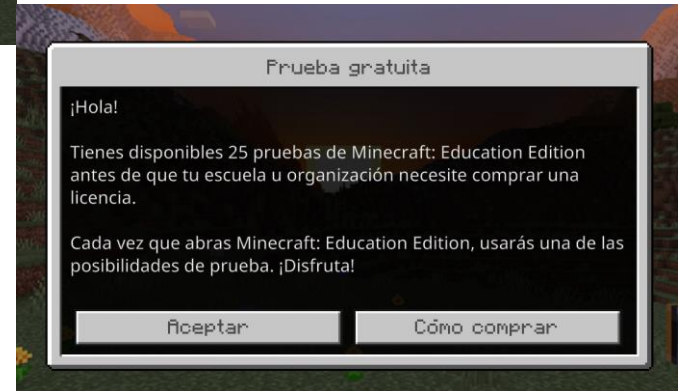 Prueba gratuita
¡Hola!
Tienes disponibles 25 pruebas de Minecraft: Education Edition
antes de que tu escuela u organización necesite comprar una
licencia.
Cada vez que abras Minecraft: Education Edition, usarás una de las
posibilidades de prueba. ¡Disfruta!
Aceptar
Cómo comprar